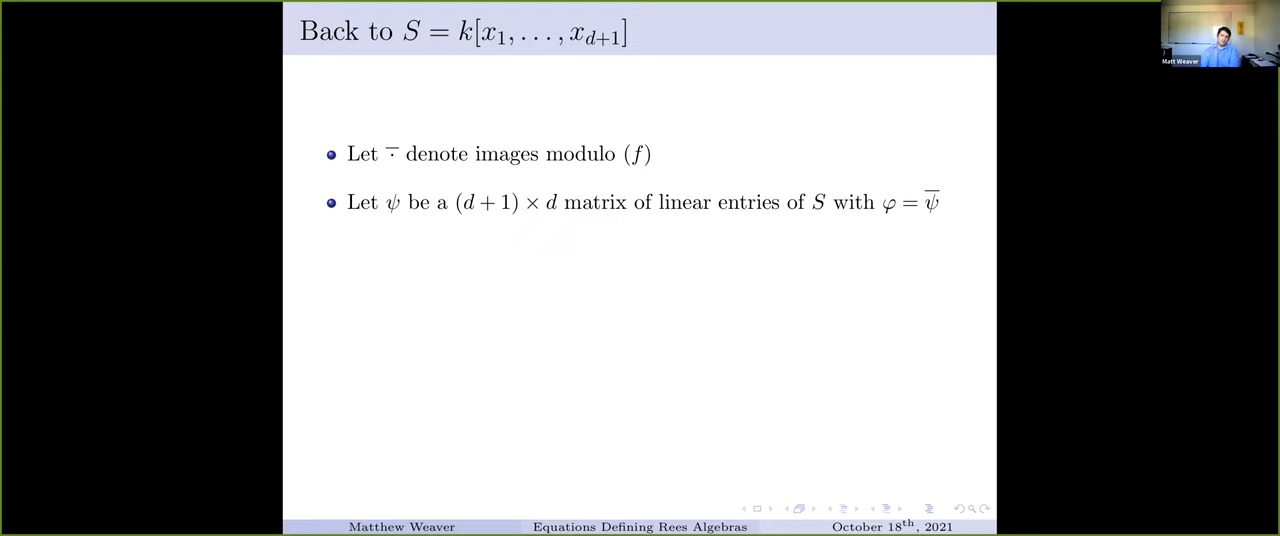 Back to S = k[x₁, . . . , x_{d+1}]
Matt Weaver
Let ⁻· denote images modulo (f)
Let ψ be a (d + 1) × d matrix of linear entries of S with φ = ψ̅
Matthew Weaver Equations Defining Rees Algebras October 18th, 2021